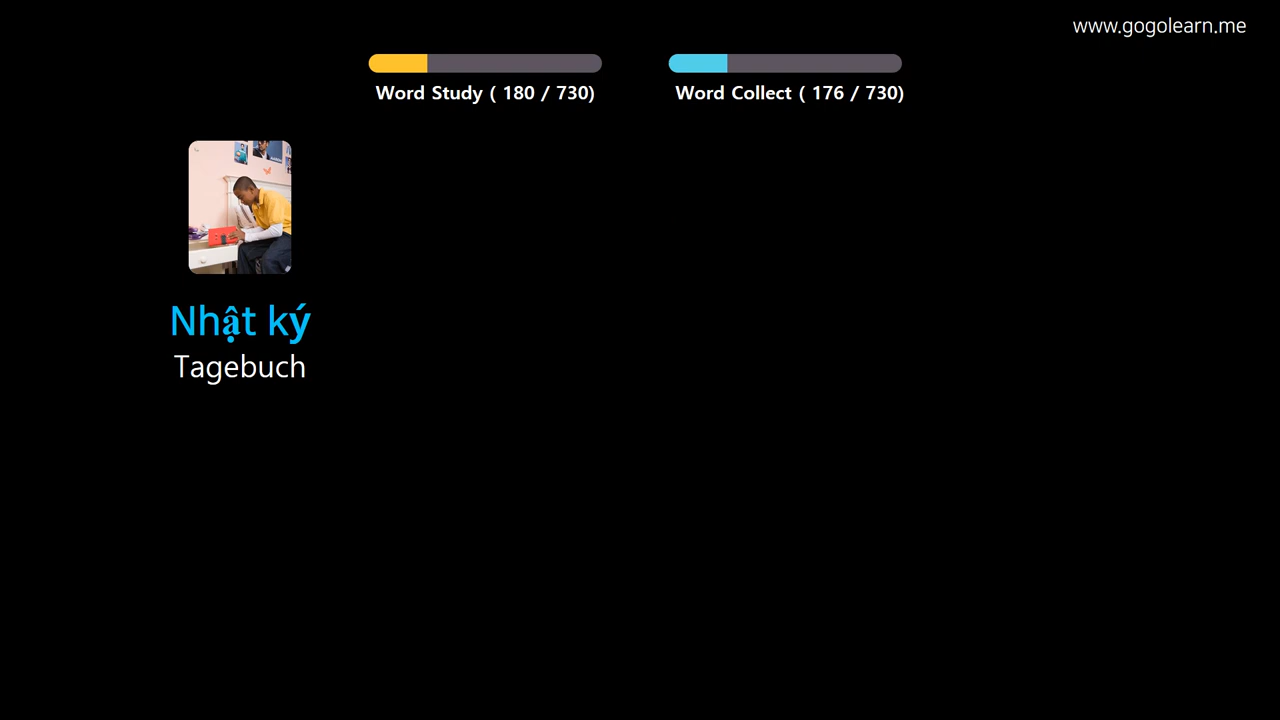 www.gogolearn.me
Word Study ( 180 / 730)
Word Collect ( 176 / 730)
Nhật ký
Tagebuch